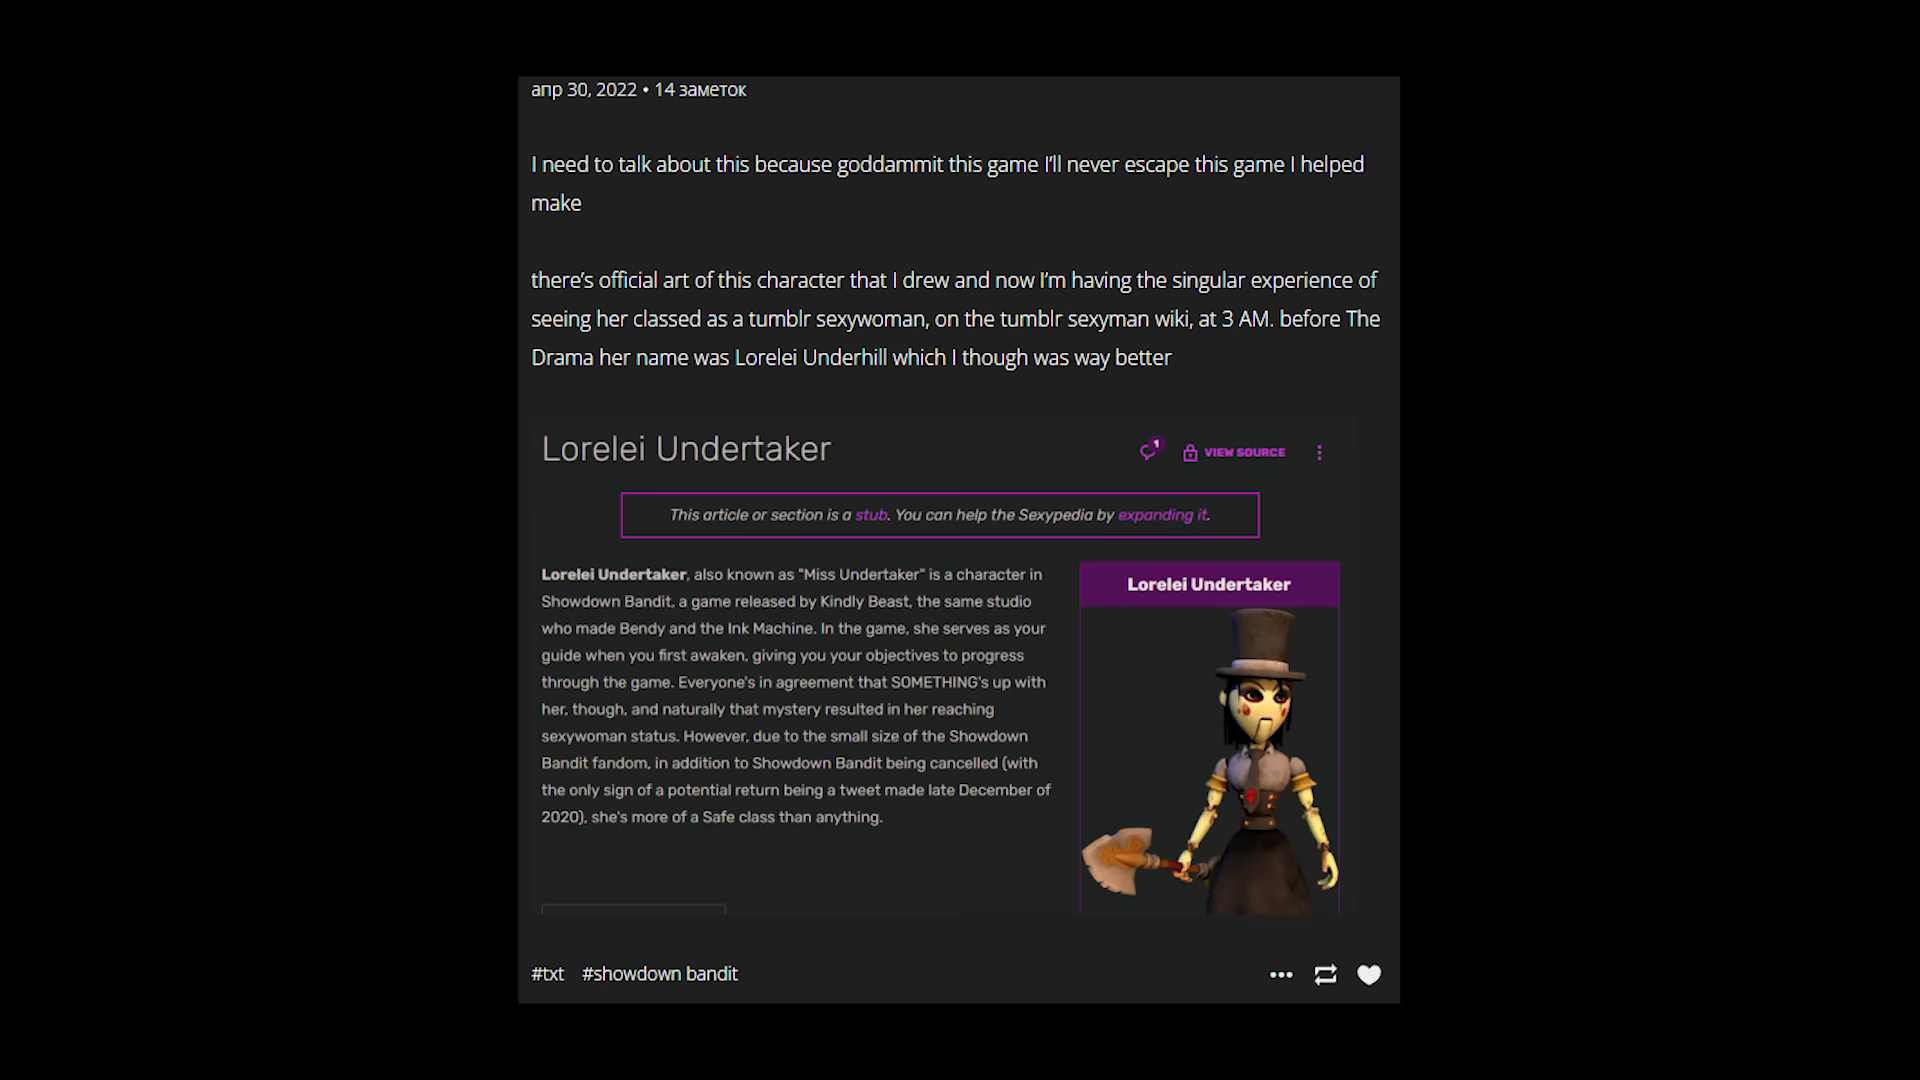 апр 30, 2022 • 14 заметок
I need to talk about this because goddammit this game I'll never escape this game I helped
make
there's official art of this character that I drew and now I'm having the singular experience of
seeing her classed as a tumblr sexywoman, on the tumblr sexyman wiki, at 3 AM. before The
Drama her name was Lorelei Underhill which I though was way better
Lorelei Undertaker
1
VIEW SOURCE
This article or section is a stub. You can help the Sexypedia by expanding it.
Lorelei Undertaker, also known as "Miss Undertaker" is a character in
Showdown Bandit, a game released by Kindly Beast, the same studio
who made Bendy and the Ink Machine. In the game, she serves as your
guide when you first awaken, giving you your objectives to progress
through the game. Everyone's in agreement that SOMETHING's up with
her, though, and naturally that mystery resulted in her reaching
sexywoman status. However, due to the small size of the Showdown
Bandit fandom, in addition to Showdown Bandit being cancelled (with
the only sign of a potential return being a tweet made late December of
2020), she's more of a Safe class than anything.
Lorelei Undertaker
#txt #showdown bandit